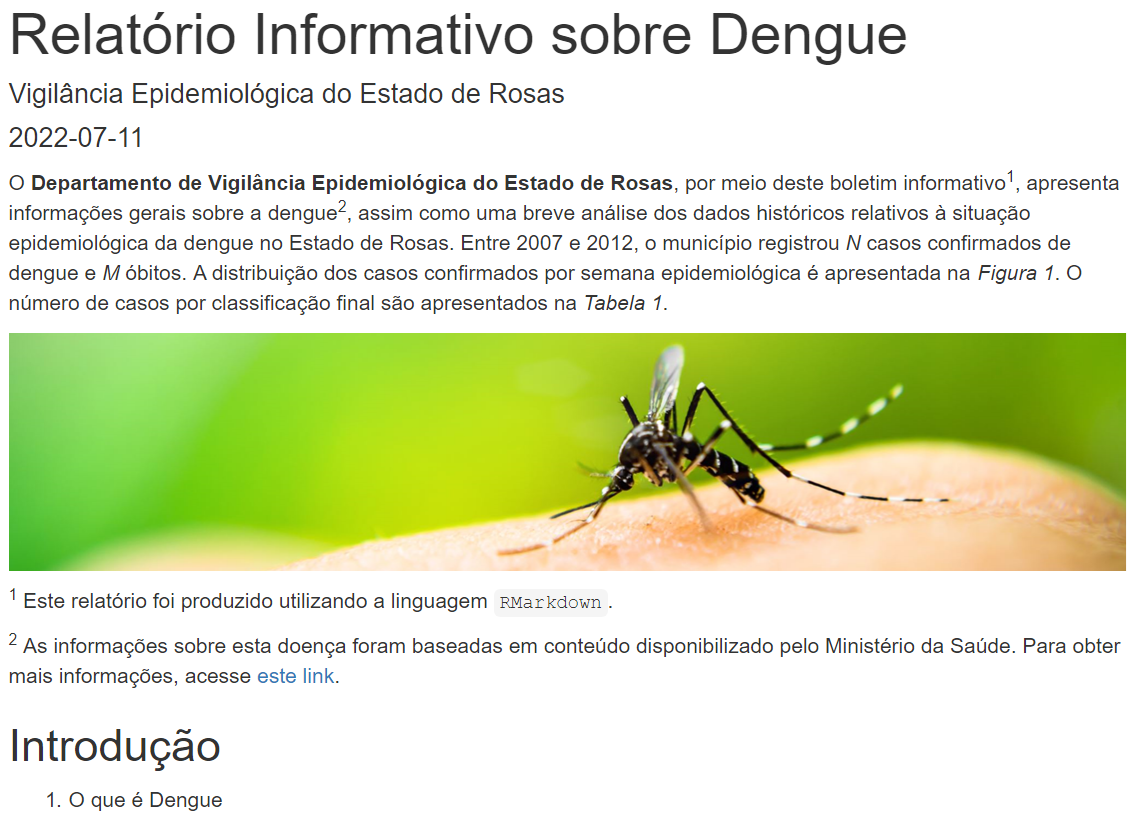 Relatório Informativo sobre Dengue
Vigilância Epidemiológica do Estado de Rosas
2022-07-11
O Departamento de Vigilância Epidemiológica do Estado de Rosas, por meio deste boletim informativo1, apresenta
informações gerais sobre a dengue2, assim como uma breve análise dos dados históricos relativos à situação
epidemiológica da dengue no Estado de Rosas. Entre 2007 e 2012, o município registrou N casos confirmados de
dengue e M óbitos. A distribuição dos casos confirmados por semana epidemiológica é apresentada na Figura 1. O
número de casos por classificação final são apresentados na Tabela 1.
1 Este relatório foi produzido utilizando a linguagem RMarkdown.
2 As informações sobre esta doença foram baseadas em conteúdo disponibilizado pelo Ministério da Saúde. Para obter
mais informações, acesse este link.
Introdução
1. O que é Dengue